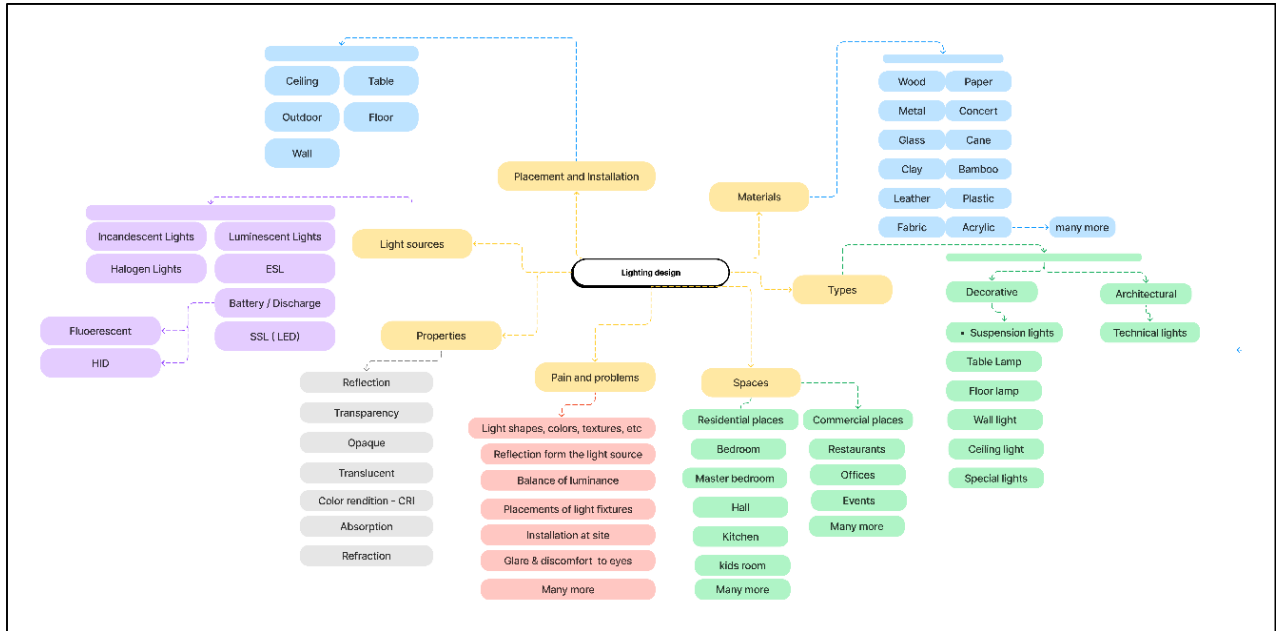 Ceiling
Table
Outdoor
Floor
Wall
Placement and Installation
Materials
Wood
Paper
Metal
Concert
Glass
Cane
Clay
Bamboo
Leather
Plastic
Fabric
Acrylic
many more
Light sources
Incandescent Lights
Luminescent Lights
Halogen Lights
ESL
Battery / Discharge
SSL ( LED)
Fluoerescent
HID
Lighting design
Types
Decorative
Architectural
▪ Suspension lights
Technical lights
Table Lamp
Floor lamp
Wall light
Ceiling light
Special lights
Properties
Reflection
Transparency
Opaque
Translucent
Color rendition - CRI
Absorption
Refraction
Pain and problems
Light shapes, colors, textures, etc
Reflection form the light source
Balance of luminance
Placements of light fixtures
Installation at site
Glare & discomfort to eyes
Many more
Spaces
Residential places
Bedroom
Master bedroom
Hall
Kitchen
kids room
Many more
Commercial places
Restaurants
Offices
Events
Many more